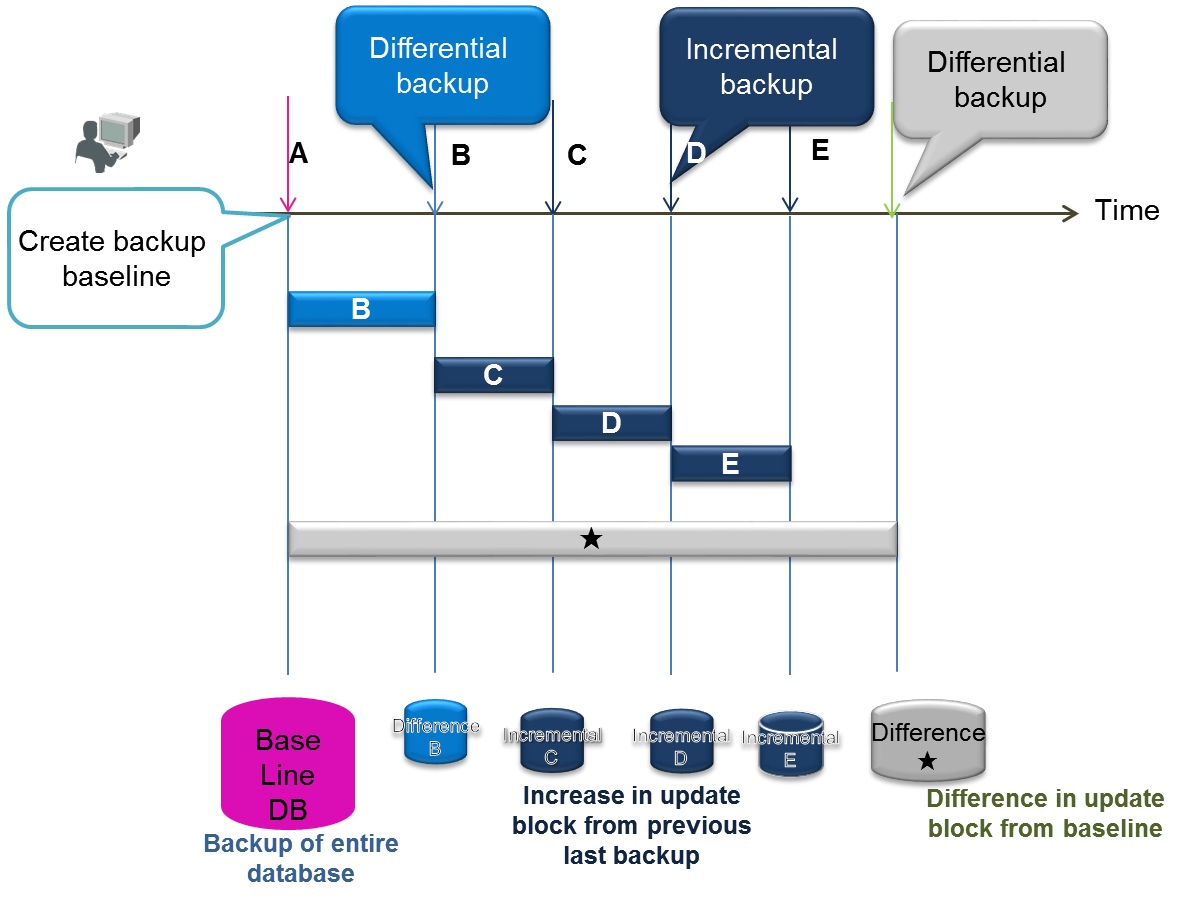 Differential
backup
Incremental
backup
Differential
backup
A
B
C
D
E
Time
Create backup
baseline
B
C
D
E
★
Base
Line
DB
Difference
B
Incremental
C
Incremental
D
Incremental
E
Difference
★
Backup of entire
database
Increase in update
block from previous
last backup
Difference in update
block from baseline